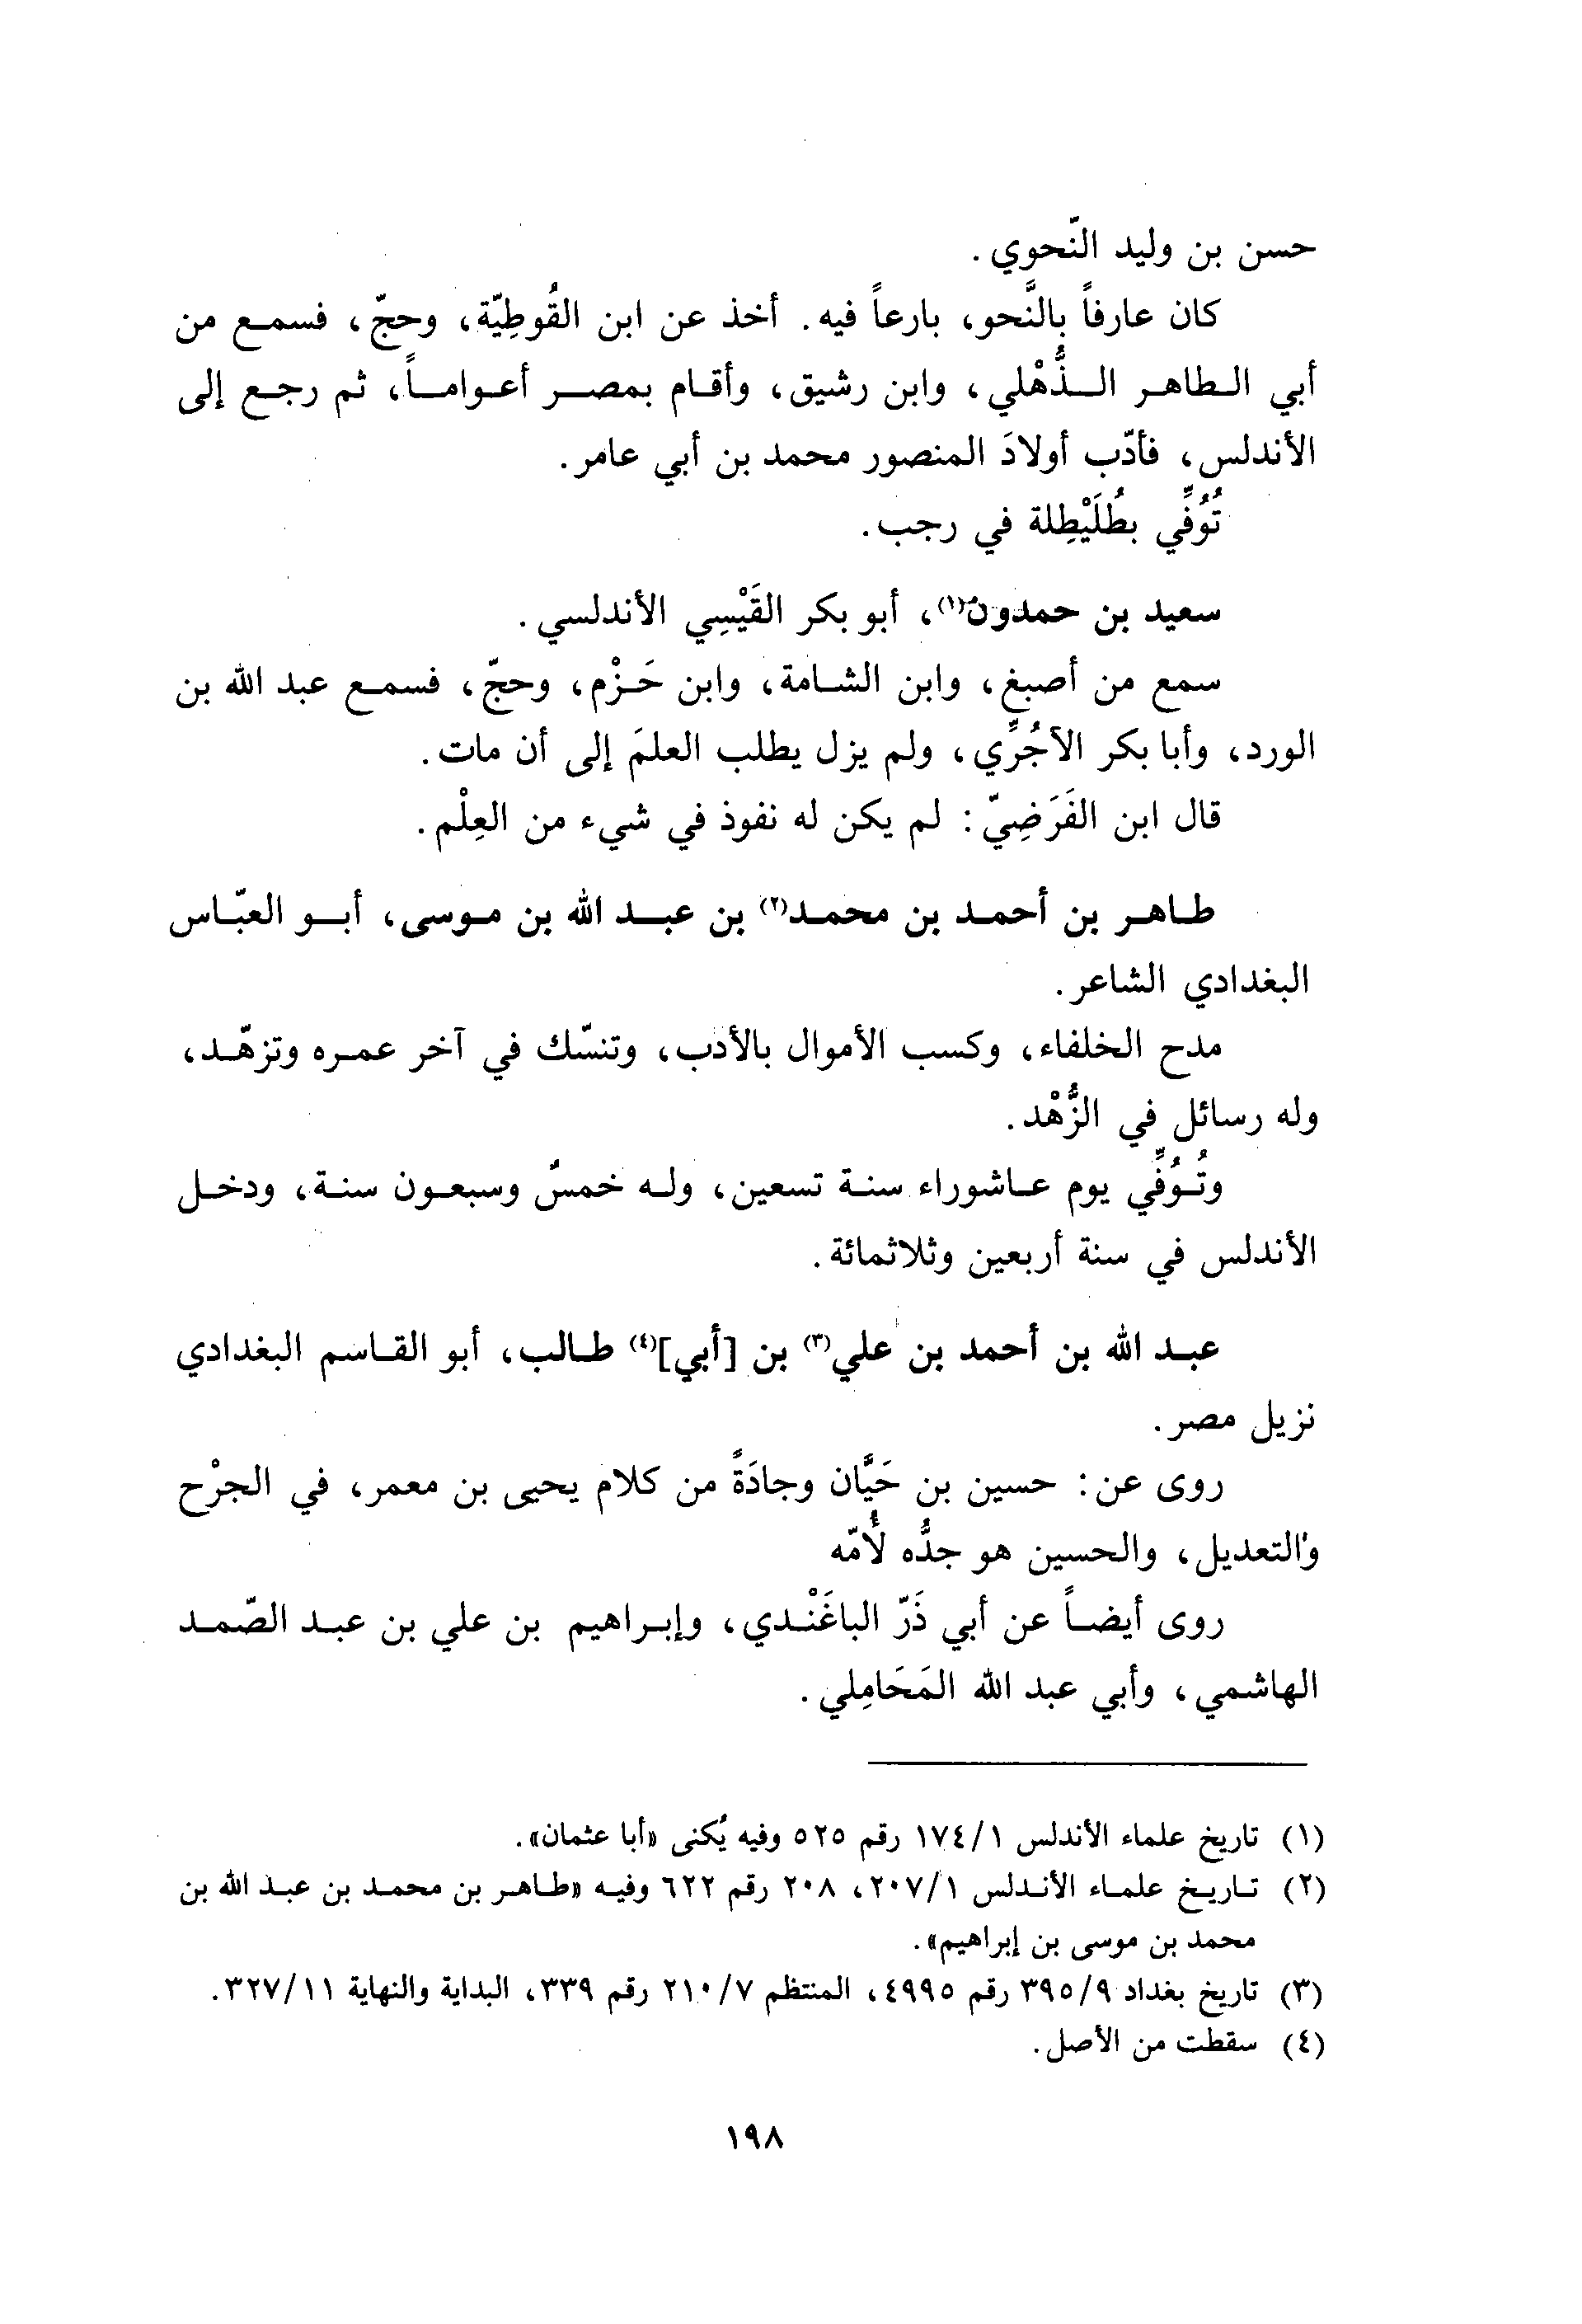 حسن بن وليد النّحوي.
كان عارفاً بالنَّحو، بارعاً فيه. أخذ عن ابن القُوطِيّة، وحجّ، فسمع من
أبي الطاهر الذُّهْلي، وابن رشيق، وأقام بمصر أعواماً، ثم رجع إلى
الأندلس، فأدّب أولادَ المنصور محمد بن أبي عامر.
تُوُفِّي بطُلَيْطِلة في رجب.
سعيد بن حمدون(١)، أبو بكر القَيْسِي الأندلسي.
سمع من أصبغ، وابن الشامة، وابن حَزْم، وحجّ، فسمع عبد الله بن
الورد، وأبا بكر الآجُرِّي، ولم يزل يطلب العلمَ إلى أن مات.
قال ابن الفَرَضِيّ: لم يكن له نفوذ في شيء من العِلْم.
طاهر بن أحمد بن محمد(٢) بن عبد الله بن موسى، أبو العبّاس
البغدادي الشاعر.
مدح الخلفاء، وكسب الأموال بالأدب، وتنسّك في آخر عمره وتزهّد،
وله رسائل في الزُّهْد.
وتُوُفِّي يوم عاشوراء سنة تسعين، وله خمسٌ وسبعون سنة، ودخل
الأندلس في سنة أربعين وثلاثمائة.
عبد الله بن أحمد بن علي(٣) بن [أبي](٤) طالب، أبو القاسم البغدادي
نزيل مصر.
روى عن: حسين بن حَيَّان وجادَةً من كلام يحيى بن معمر، في الجرْح
والتعديل، والحسين هو جدُّه لأُمّه
روى أيضاً عن أبي ذَرّ الباغَنْدي، وإبراهيم بن علي بن عبد الصّمد
الهاشمي، وأبي عبد الله المَحَامِلي.
(١) تاريخ علماء الأندلس ١/١٧٤ رقم ٥٢٥ وفيه يُكنى «أبا عثمان».
(٢) تاريخ علماء الأندلس ١/٢٠٧، ٢٠٨ رقم ٦٢٢ وفيه «طاهر بن محمد بن عبد الله بن
محمد بن موسى بن إبراهيم».
(٣) تاريخ بغداد ٩/٣٩٥ رقم ٤٩٩٥، المنتظم ٧/٢١٠ رقم ٣٣٩، البداية والنهاية ١١/٣٢٧.
(٤) سقطت من الأصل.
١٩٨